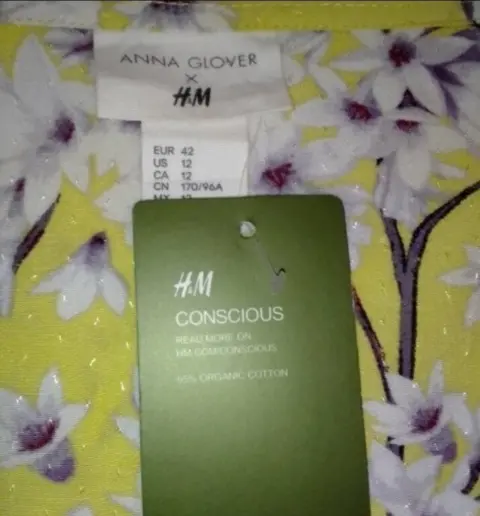 ANNA GLOVER
X
H&M
EUR 42
US 12
CA 12
CN 170/96A
H&M
CONSCIOUS
READ MORE ON
HM.COM/CONSCIOUS
ORGANIC COTTON